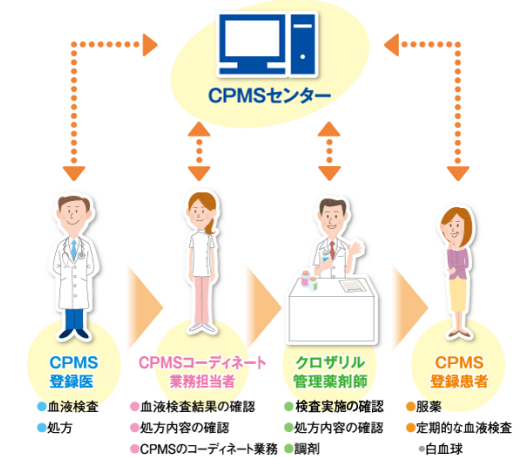 CPMSセンター
CPMS
登録医
●血液検査
●処方
CPMSコーディネート
業務担当者
●血液検査結果の確認
●処方内容の確認
●CPMSのコーディネート業務
クロザリル
管理薬剤師
●検査実施の確認
●処方内容の確認
●調剤
CPMS
登録患者
●服薬
●定期的な血液検査
●白血球